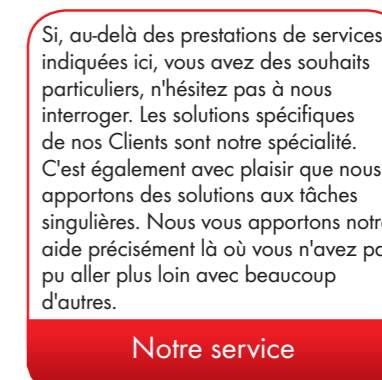 Si, au-delà des prestations de services
indiquées ici, vous avez des souhaits
particuliers, n'hésitez pas à nous
interroger. Les solutions spécifiques
de nos Clients sont notre spécialité.
C'est également avec plaisir que nous
apportons des solutions aux tâches
singulières. Nous vous apportons notre
aide précisément là où vous n'avez pa
pu aller plus loin avec beaucoup
d'autres.
Notre service